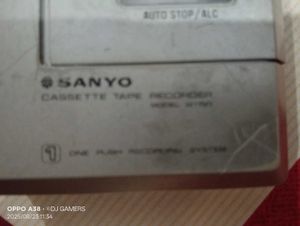 AUTO STOP/ALC
SANYO
CASSETTE TAPE RECORDER
MODEL
1 ONE PUSH RECORDING SYSTEM
OPPO A38 · ©DJ GAMERS
2025/08/23 11:34